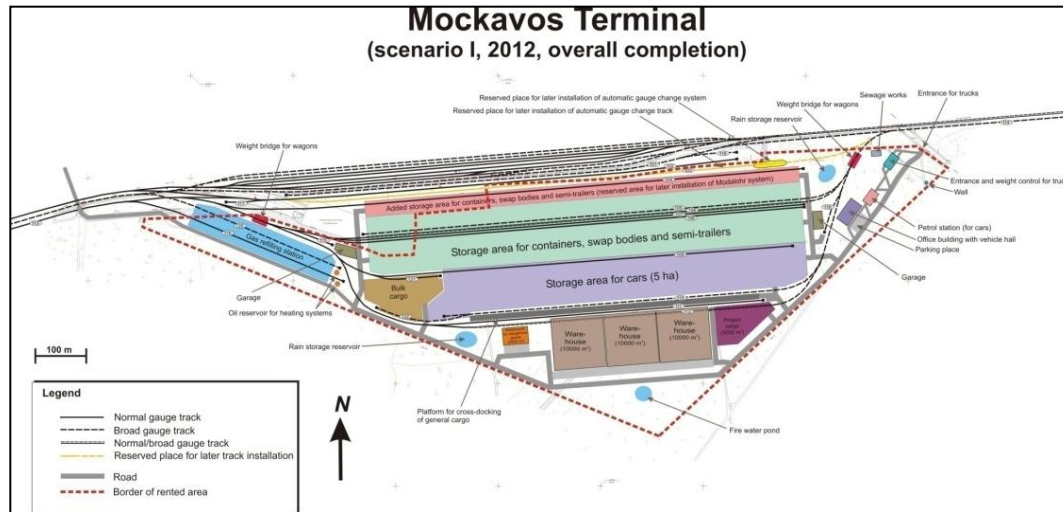 Mockavos Terminal
(scenario I, 2012, overall completion)
Reserved place for later installation of automatic gauge change system
Reserved place for later installation of automatic gauge change track
Weight bridge for wagons
Rain storage reservoir
Sewage works
Entrance for trucks
Weight bridge for wagons
Entrance and weight control for truc
Well
Added storage area for containers, swap bodies and semi-trailers (reserved area for later installation of Modalohr system)
Storage area for containers, swap bodies and semi-trailers
Gas refilling station
Petrol station (for cars)
Office building with vehicle hall
Parking place
Garage
Storage area for cars (5 ha)
Bulk
cargo
Garage
Oil reservoir for heating systems
Rain storage reservoir
Ware-
house
(10000 m²)
Ware-
house
(10000 m²)
Ware-
house
(10000 m²)
Project
cargo
100 m
Platform for cross-docking
of general cargo
Fire water pond
N
Legend
Normal gauge track
Broad gauge track
Normal/broad gauge track
Reserved place for later track installation
Road
Border of rented area